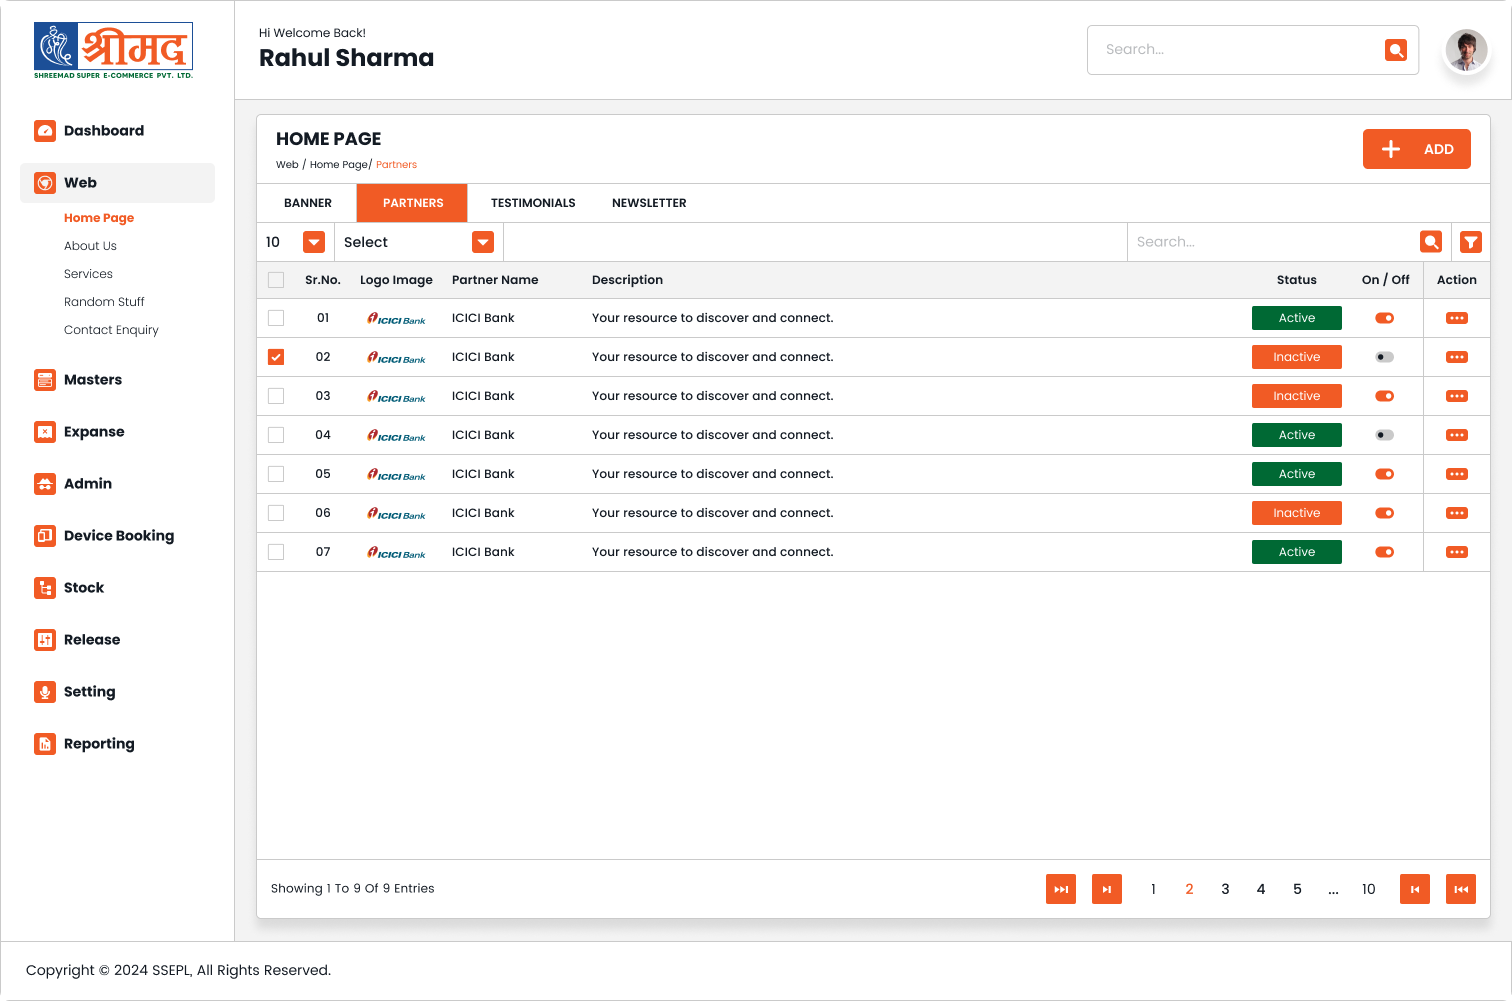 श्रीमद
SHREEMAD SUPER E-COMMERCE PVT. LTD.
Hi Welcome Back!
Rahul Sharma
Search...
Dashboard
Web
Home Page
About Us
Services
Random Stuff
Contact Enquiry
Masters
Expanse
Admin
Device Booking
Stock
Release
Setting
Reporting
HOME PAGE
Web / Home Page/ Partners
ADD
BANNER PARTNERS TESTIMONIALS NEWSLETTER
10 Select Search...
Sr.No. Logo Image Partner Name Description Status On / Off Action
01 ICICI Bank ICICI Bank Your resource to discover and connect. Active
02 ICICI Bank ICICI Bank Your resource to discover and connect. Inactive
03 ICICI Bank ICICI Bank Your resource to discover and connect. Inactive
04 ICICI Bank ICICI Bank Your resource to discover and connect. Active
05 ICICI Bank ICICI Bank Your resource to discover and connect. Active
06 ICICI Bank ICICI Bank Your resource to discover and connect. Inactive
07 ICICI Bank ICICI Bank Your resource to discover and connect. Active
Showing 1 To 9 Of 9 Entries
1 2 3 4 5 ... 10
Copyright © 2024 SSEPL, All Rights Reserved.